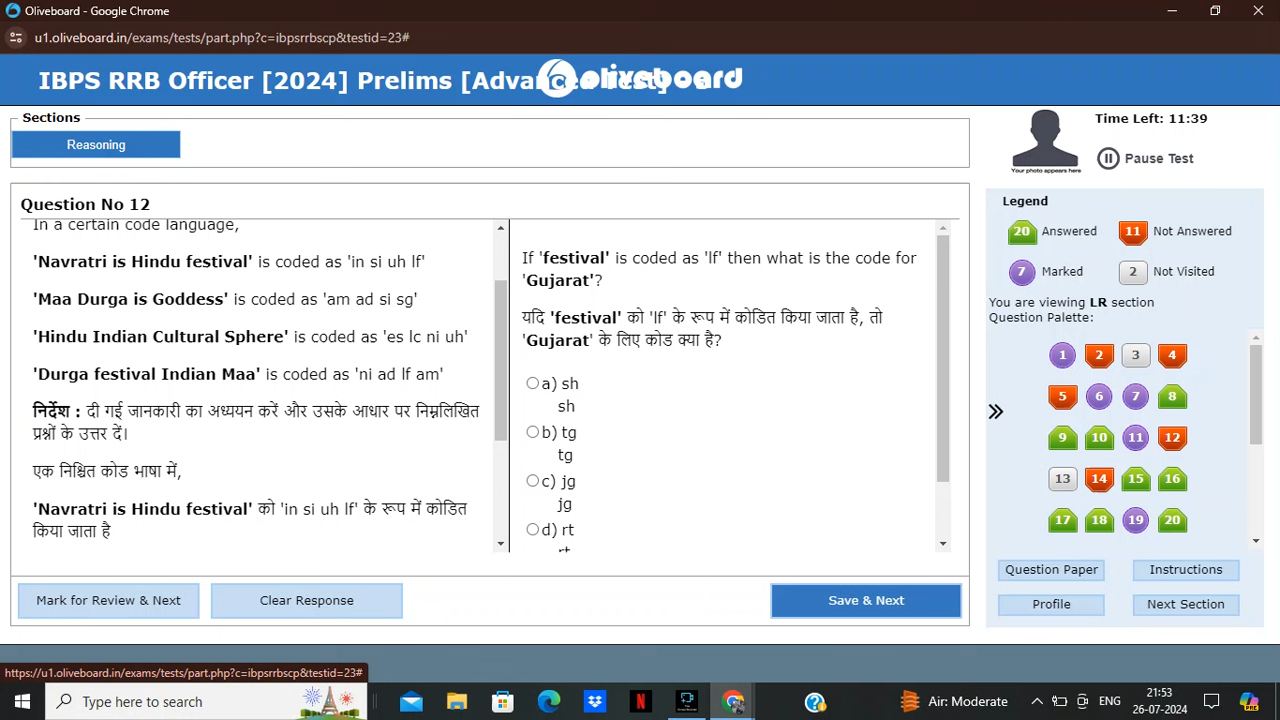 Oliveboard - Google Chrome
u1.oliveboard.in/exams/tests/part.php?c=ibpsrrbscp&testid=23#
IBPS RRB Officer [2024] Prelims [Advanced Test] -
oliveboard
Sections
Reasoning
Your photo appears here
Time Left: 11:39
Pause Test
Question No 12
In a certain code language,
'Navratri is Hindu festival' is coded as 'in si uh lf'
'Maa Durga is Goddess' is coded as 'am ad si sg'
'Hindu Indian Cultural Sphere' is coded as 'es lc ni uh'
'Durga festival Indian Maa' is coded as 'ni ad lf am'
निर्देश : दी गई जानकारी का अध्ययन करें और उसके आधार पर निम्नलिखित
प्रश्नों के उत्तर दें।
एक निश्चित कोड भाषा में,
'Navratri is Hindu festival' को 'in si uh lf' के रूप में कोडित
किया जाता है
If 'festival' is coded as 'lf' then what is the code for
'Gujarat'?
यदि 'festival' को 'lf' के रूप में कोडित किया जाता है, तो
'Gujarat' के लिए कोड क्या है?
a) sh
sh
b) tg
tg
c) jg
jg
d) rt
rt
Legend
20 Answered 11 Not Answered
7 Marked 2 Not Visited
You are viewing LR section
Question Palette:
1 2 3 4
5 6 7 8
9 10 11 12
13 14 15 16
17 18 19 20
»
Question Paper Instructions
Profile Next Section
Mark for Review & Next Clear Response Save & Next
https://u1.oliveboard.in/exams/tests/part.php?c=ibpsrrbscp&testid=23#
Type here to search
Air: Moderate
ENG
21:53
26-07-2024